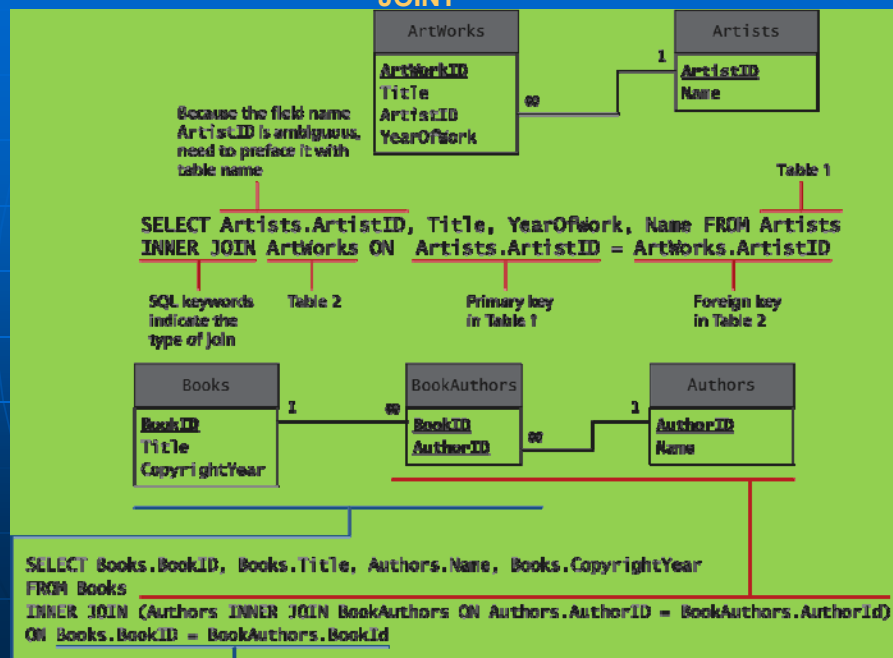 JOINT
ArtWorks
Artists
1
ArtWorkID
ArtistID
Title
Name
∞
ArtistID
YearOfWork
Because the field name
ArtistID is ambiguous,
need to preface it with
table name
Table 1
SELECT Artists.ArtistID, Title, YearOfWork, Name FROM Artists
INNER JOIN ArtWorks ON Artists.ArtistID = ArtWorks.ArtistID
SQL keywords
indicate the
type of join
Table 2
Primary key
in Table 1
Foreign key
in Table 2
Books
BookAuthors
Authors
1
∞
1
BookID
BookID
AuthorID
Title
AuthorID
∞
Name
CopyrightYear
SELECT Books.BookID, Books.Title, Authors.Name, Books.CopyrightYear
FROM Books
INNER JOIN (Authors INNER JOIN BookAuthors ON Authors.AuthorID = BookAuthors.AuthorId)
ON Books.BookID = BookAuthors.BookId